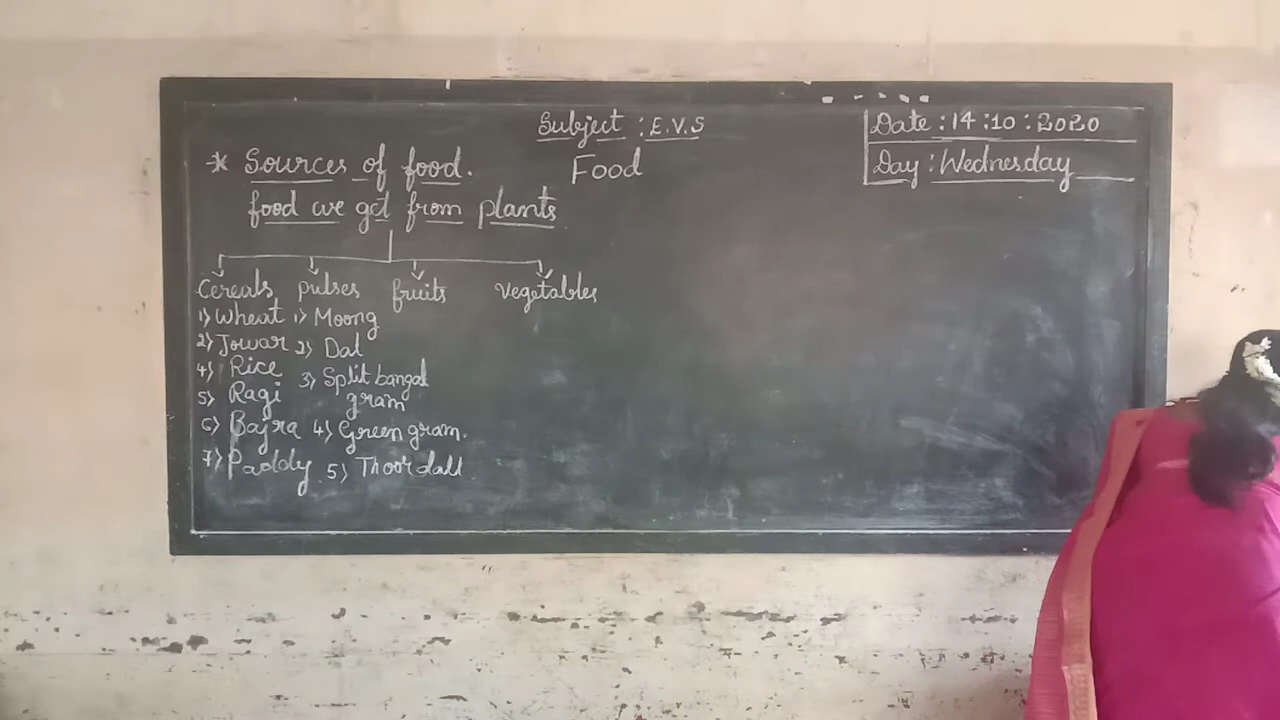 Subject : E.V.S
Date : 14 : 10 : 2020
Food
Day : Wednesday
* Sources of food.
food we get from plants
Cereals pulses fruits vegetables
1) Wheat 1) Moong
2) Jowar 2) Dal
4) Rice 3) Split bangal
5) Ragi gram
6) Bajra 4) Green gram.
7) Paddy 5) Thoor dall